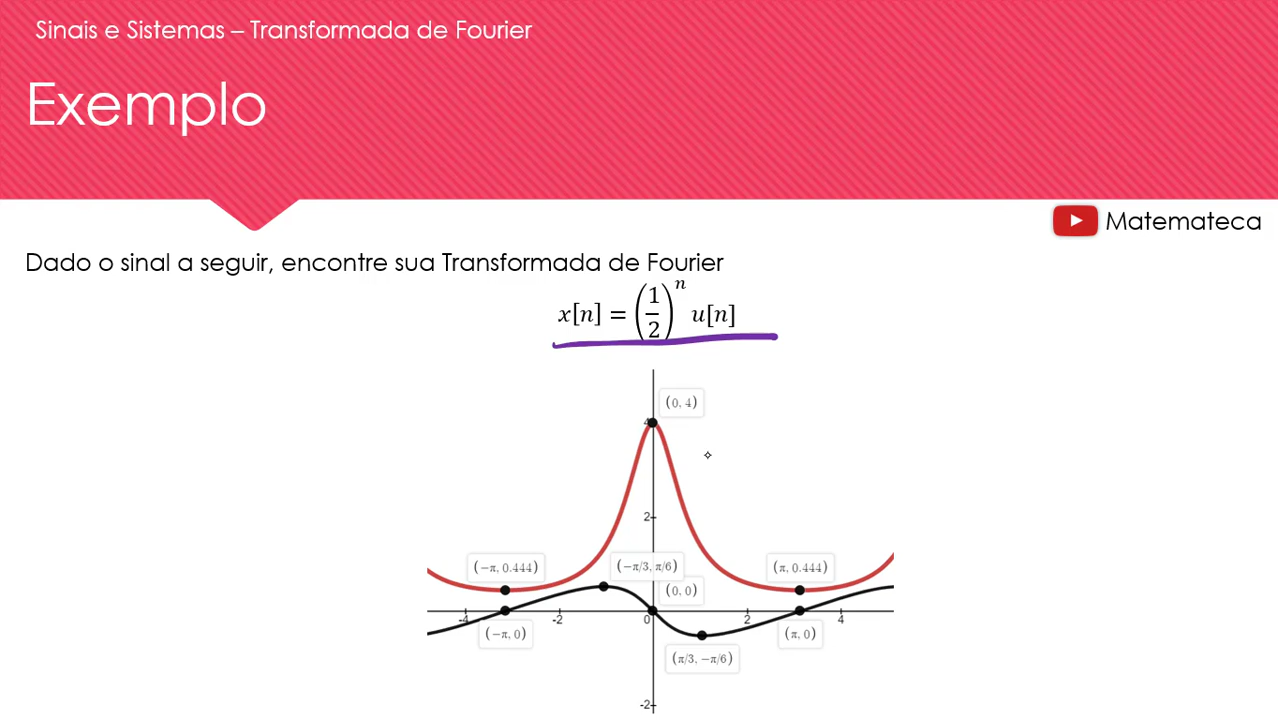 Sinais e Sistemas – Transformada de Fourier
Exemplo
Matemateca
Dado o sinal a seguir, encontre sua Transformada de Fourier
x[n] = (1/2)^n u[n]
(0, 4)
4
2
(−π, 0.444)
(−π/3, π/6)
(π, 0.444)
(0, 0)
-4
-2
0
2
4
(−π, 0)
(π, 0)
(π/3, −π/6)
-2